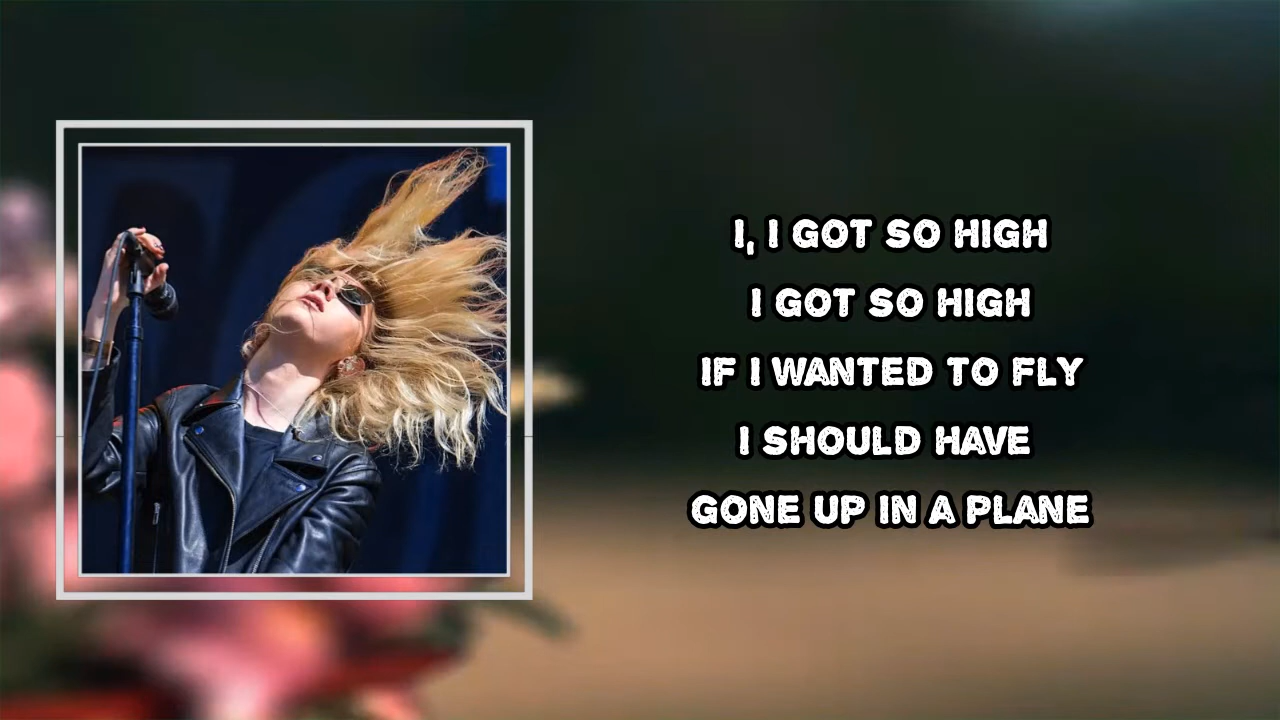 I, I GOT SO HIGH
I GOT SO HIGH
IF I WANTED TO FLY
I SHOULD HAVE
GONE UP IN A PLANE